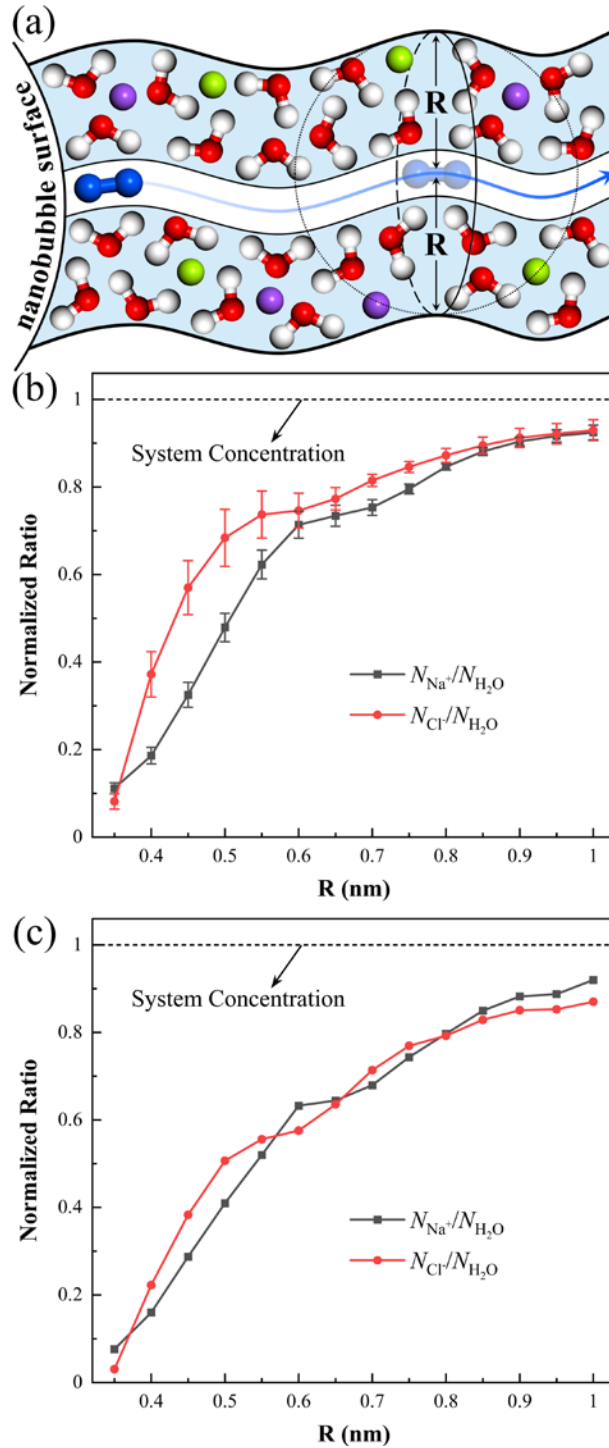 (a)
nanobubble surface
R
R
(b)
1
System Concentration
0.8
0.6
0.4
0.2
0
Normalized Ratio
N_Na⁺/N_H₂O
N_Cl⁻/N_H₂O
0.4 0.5 0.6 0.7 0.8 0.9 1
R (nm)
(c)
1
System Concentration
0.8
0.6
0.4
0.2
0
Normalized Ratio
N_Na⁺/N_H₂O
N_Cl⁻/N_H₂O
0.4 0.5 0.6 0.7 0.8 0.9 1
R (nm)